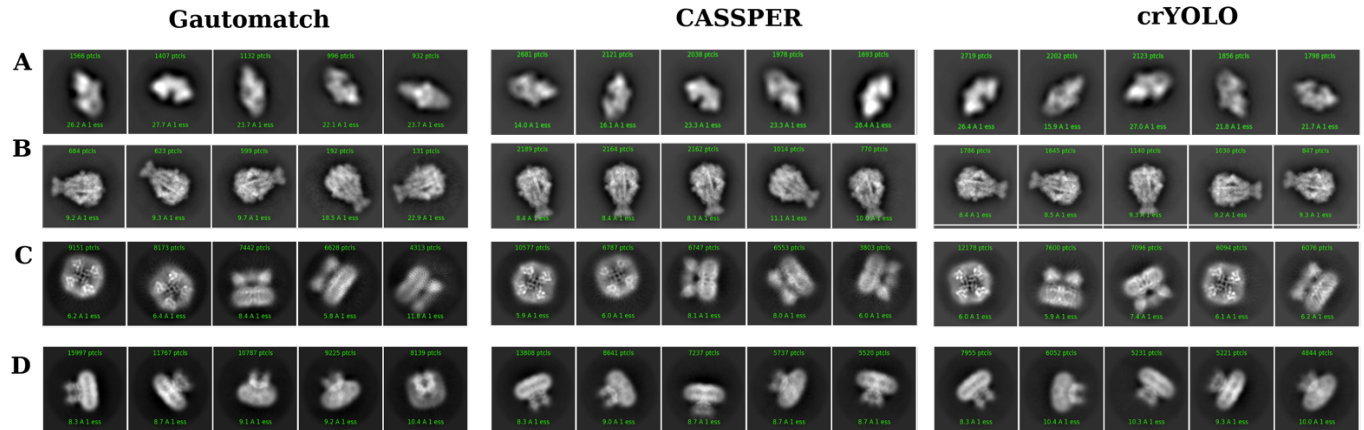 Gautomatch CASSPER crYOLO
A
1566 ptcls 1407 ptcls 1132 ptcls 996 ptcls 932 ptcls 2681 ptcls 2121 ptcls 2038 ptcls 1978 ptcls 1693 ptcls 2719 ptcls 2202 ptcls 2123 ptcls 1856 ptcls 1798 ptcls
26.2 A 1 ess 27.7 A 1 ess 23.7 A 1 ess 22.1 A 1 ess 23.7 A 1 ess 14.0 A 1 ess 16.1 A 1 ess 23.3 A 1 ess 23.3 A 1 ess 28.4 A 1 ess 26.4 A 1 ess 15.9 A 1 ess 27.0 A 1 ess 21.8 A 1 ess 21.7 A 1 ess
B
684 ptcls 623 ptcls 599 ptcls 192 ptcls 131 ptcls 2189 ptcls 2184 ptcls 2162 ptcls 1014 ptcls 770 ptcls 1786 ptcls 1645 ptcls 1140 ptcls 1030 ptcls 847 ptcls
9.2 A 1 ess 9.3 A 1 ess 9.7 A 1 ess 18.5 A 1 ess 22.9 A 1 ess 8.4 A 1 ess 8.4 A 1 ess 8.3 A 1 ess 11.1 A 1 ess A 1 ess 8.4 A 1 ess 8.5 A 1 ess 9.3 A 1 ess 9.2 A 1 ess 9.3 A 1 ess
C
9151 ptcls 8173 ptcls 7442 ptcls 6628 ptcls 4313 ptcls 10577 ptcls 6787 ptcls 6747 ptcls 6553 ptcls 3803 ptcls 12178 ptcls 7600 ptcls 7096 ptcls 6094 ptcls 6076 ptcls
6.2 A 1 ess 6.4 A 1 ess 8.4 A 1 ess 5.8 A 1 ess 11.6 A 1 ess 5.9 A 1 ess 6.0 A 1 ess 8.1 A 1 ess 8.0 A 1 ess 6.0 A 1 ess 6.0 A 1 ess 5.9 A 1 ess 7.4 A 1 ess 6.1 A 1 ess 6.2 A 1 ess
D
15997 ptcls 11767 ptcls 10787 ptcls 9225 ptcls 8139 ptcls 13808 ptcls 8641 ptcls 7237 ptcls 5737 ptcls 5520 ptcls 7955 ptcls 6052 ptcls 5231 ptcls 5221 ptcls 4844 ptcls
8.3 A 1 ess 8.7 A 1 ess 9.1 A 1 ess 9.2 A 1 ess 10.4 A 1 ess 8.3 A 1 ess 9.0 A 1 ess 8.7 A 1 ess 8.7 A 1 ess 8.7 A 1 ess 8.3 A 1 ess 10.4 A 1 ess 10.3 A 1 ess 9.3 A 1 ess 10.0 A 1 ess